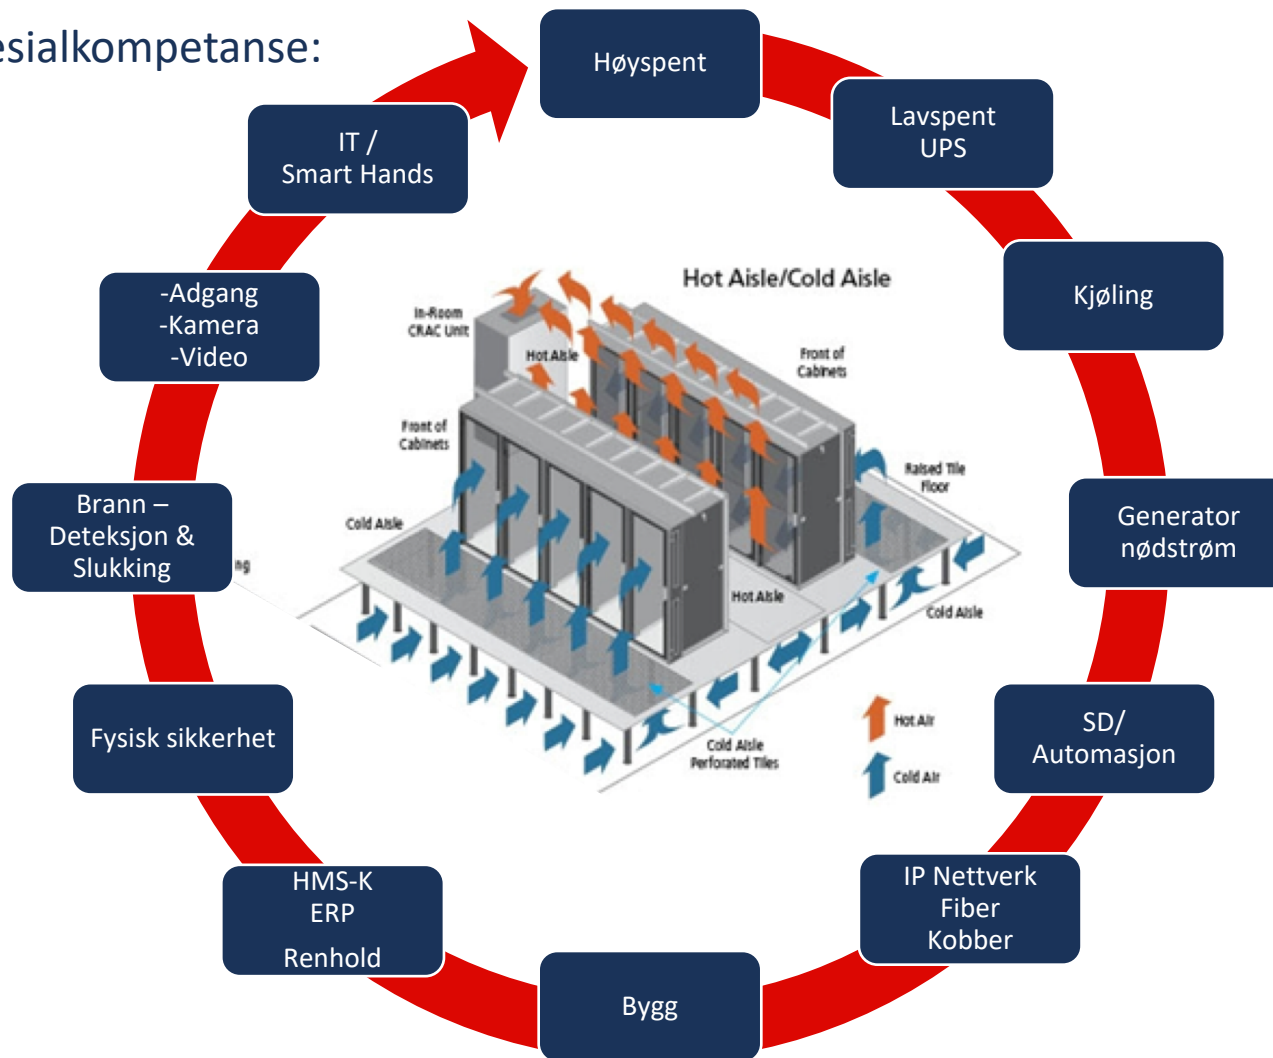 esialkompetanse:
Høyspent
Lavspent
UPS
Kjøling
Generator
nødstrøm
SD/
Automasjon
IP Nettverk
Fiber
Kobber
Bygg
HMS-K
ERP
Renhold
Fysisk sikkerhet
Brann –
Deteksjon &
Slukking
-Adgang
-Kamera
-Video
IT /
Smart Hands
Hot Aisle/Cold Aisle
In-Room
CRAC Unit
Hot Aisle
Front of
Cabinets
Front of
Cabinets
Raised Tile
Floor
Cold Aisle
Hot Aisle
Cold Aisle
Cold Aisle
Perforated Tiles
Hot Air
Cold Air
ng